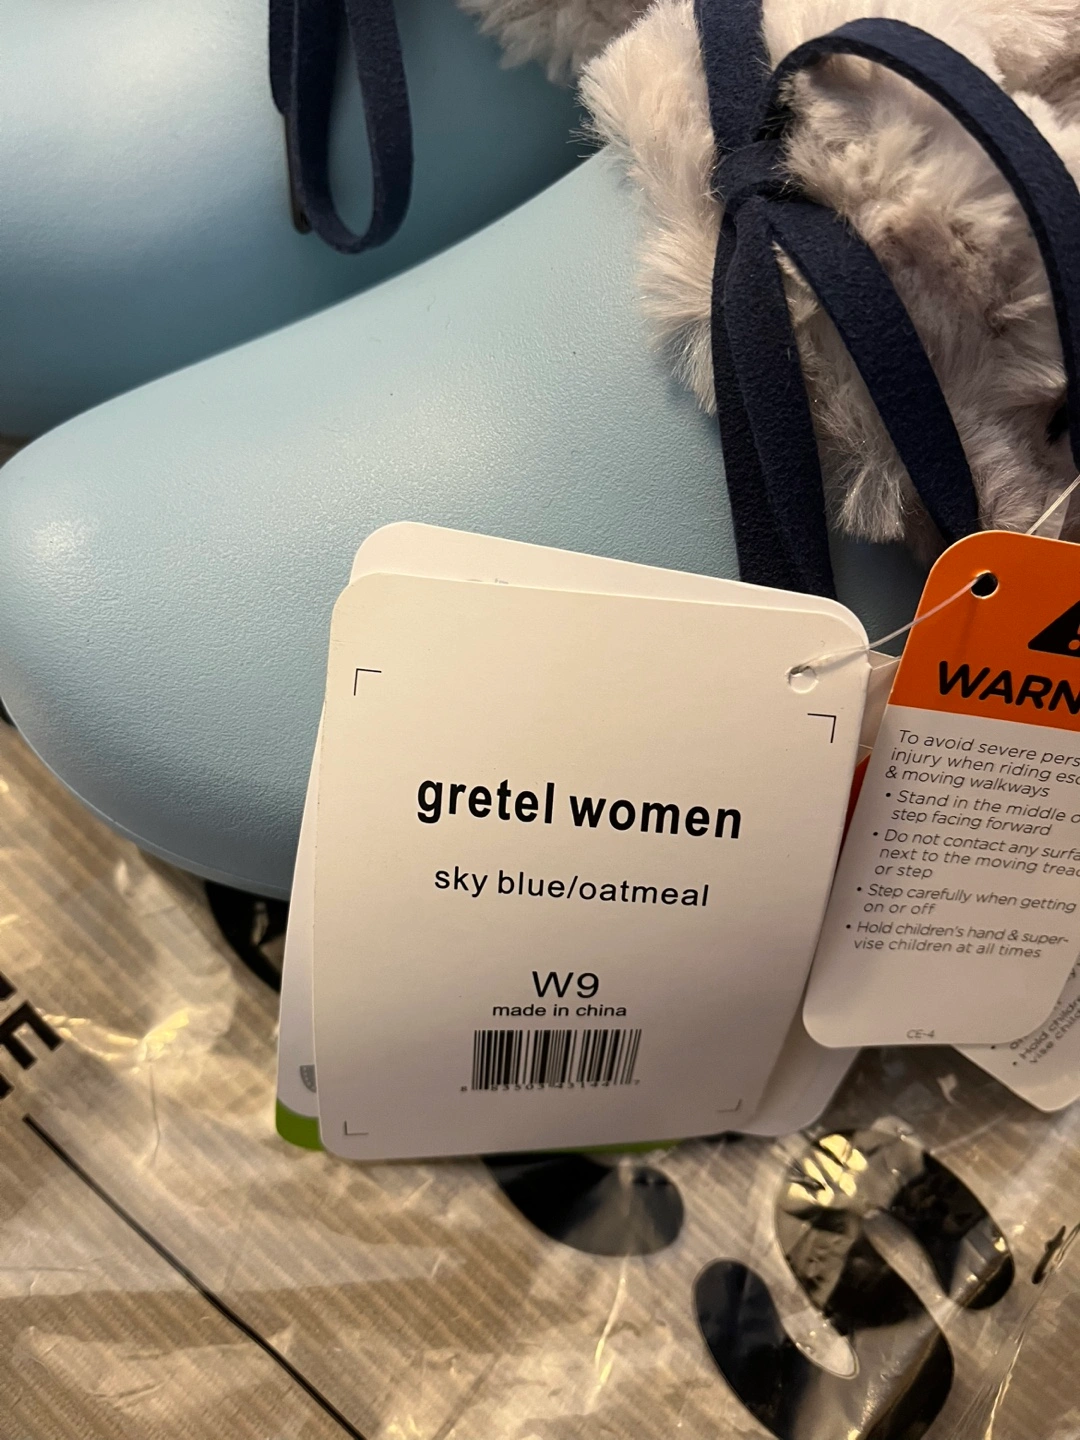 gretel women
sky blue/oatmeal
W9
made in china
WARN
To avoid severe pers
injury when riding esc
& moving walkways
• Stand in the middle o
step facing forward
• Do not contact any surfa
next to the moving tread
or step
• Step carefully when getting
on or off
• Hold children's hand & super-
vise children at all times
CE-4